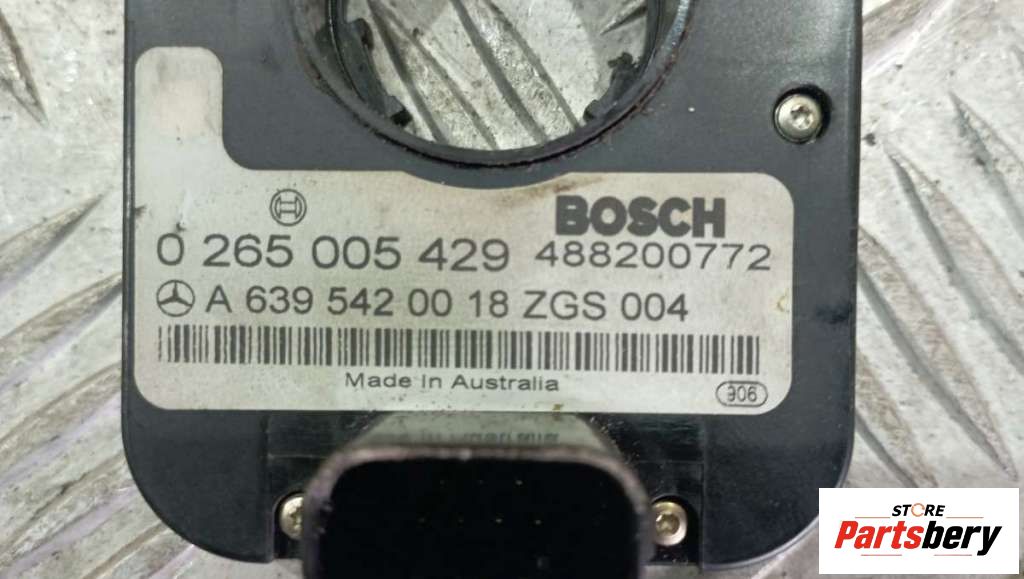 BOSCH
0 265 005 429 488200772
A 639 542 00 18 ZGS 004
Made In Australia
906
STORE
Partsbery